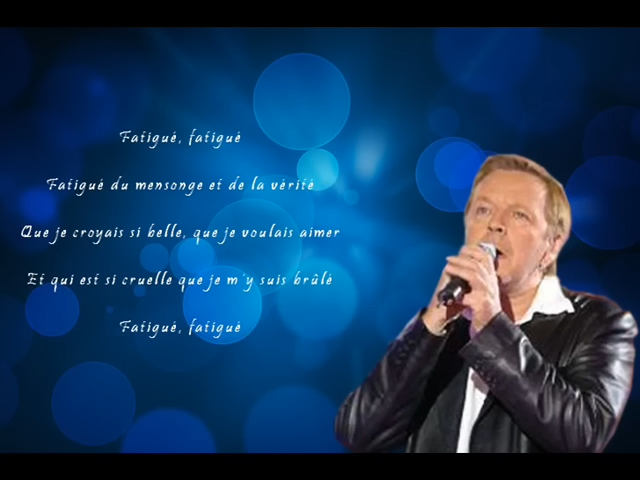 Fatigué, fatigué
Fatigué du mensonge et de la vérité
Que je croyais si belle, que je voulais aimer
Et qui est si cruelle que je m'y suis brûlé
Fatigué, fatigué